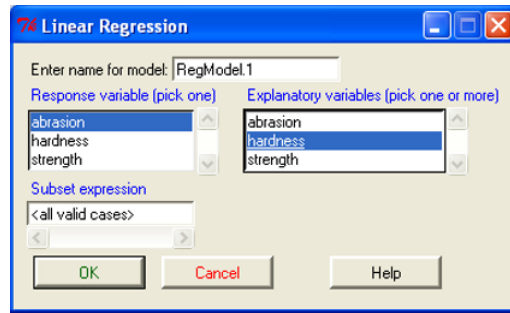 Linear Regression
Enter name for model: RegModel.1
Response variable (pick one) Explanatory variables (pick one or more)
abrasion abrasion
hardness hardness
strength strength
Subset expression
<all valid cases>
OK Cancel Help